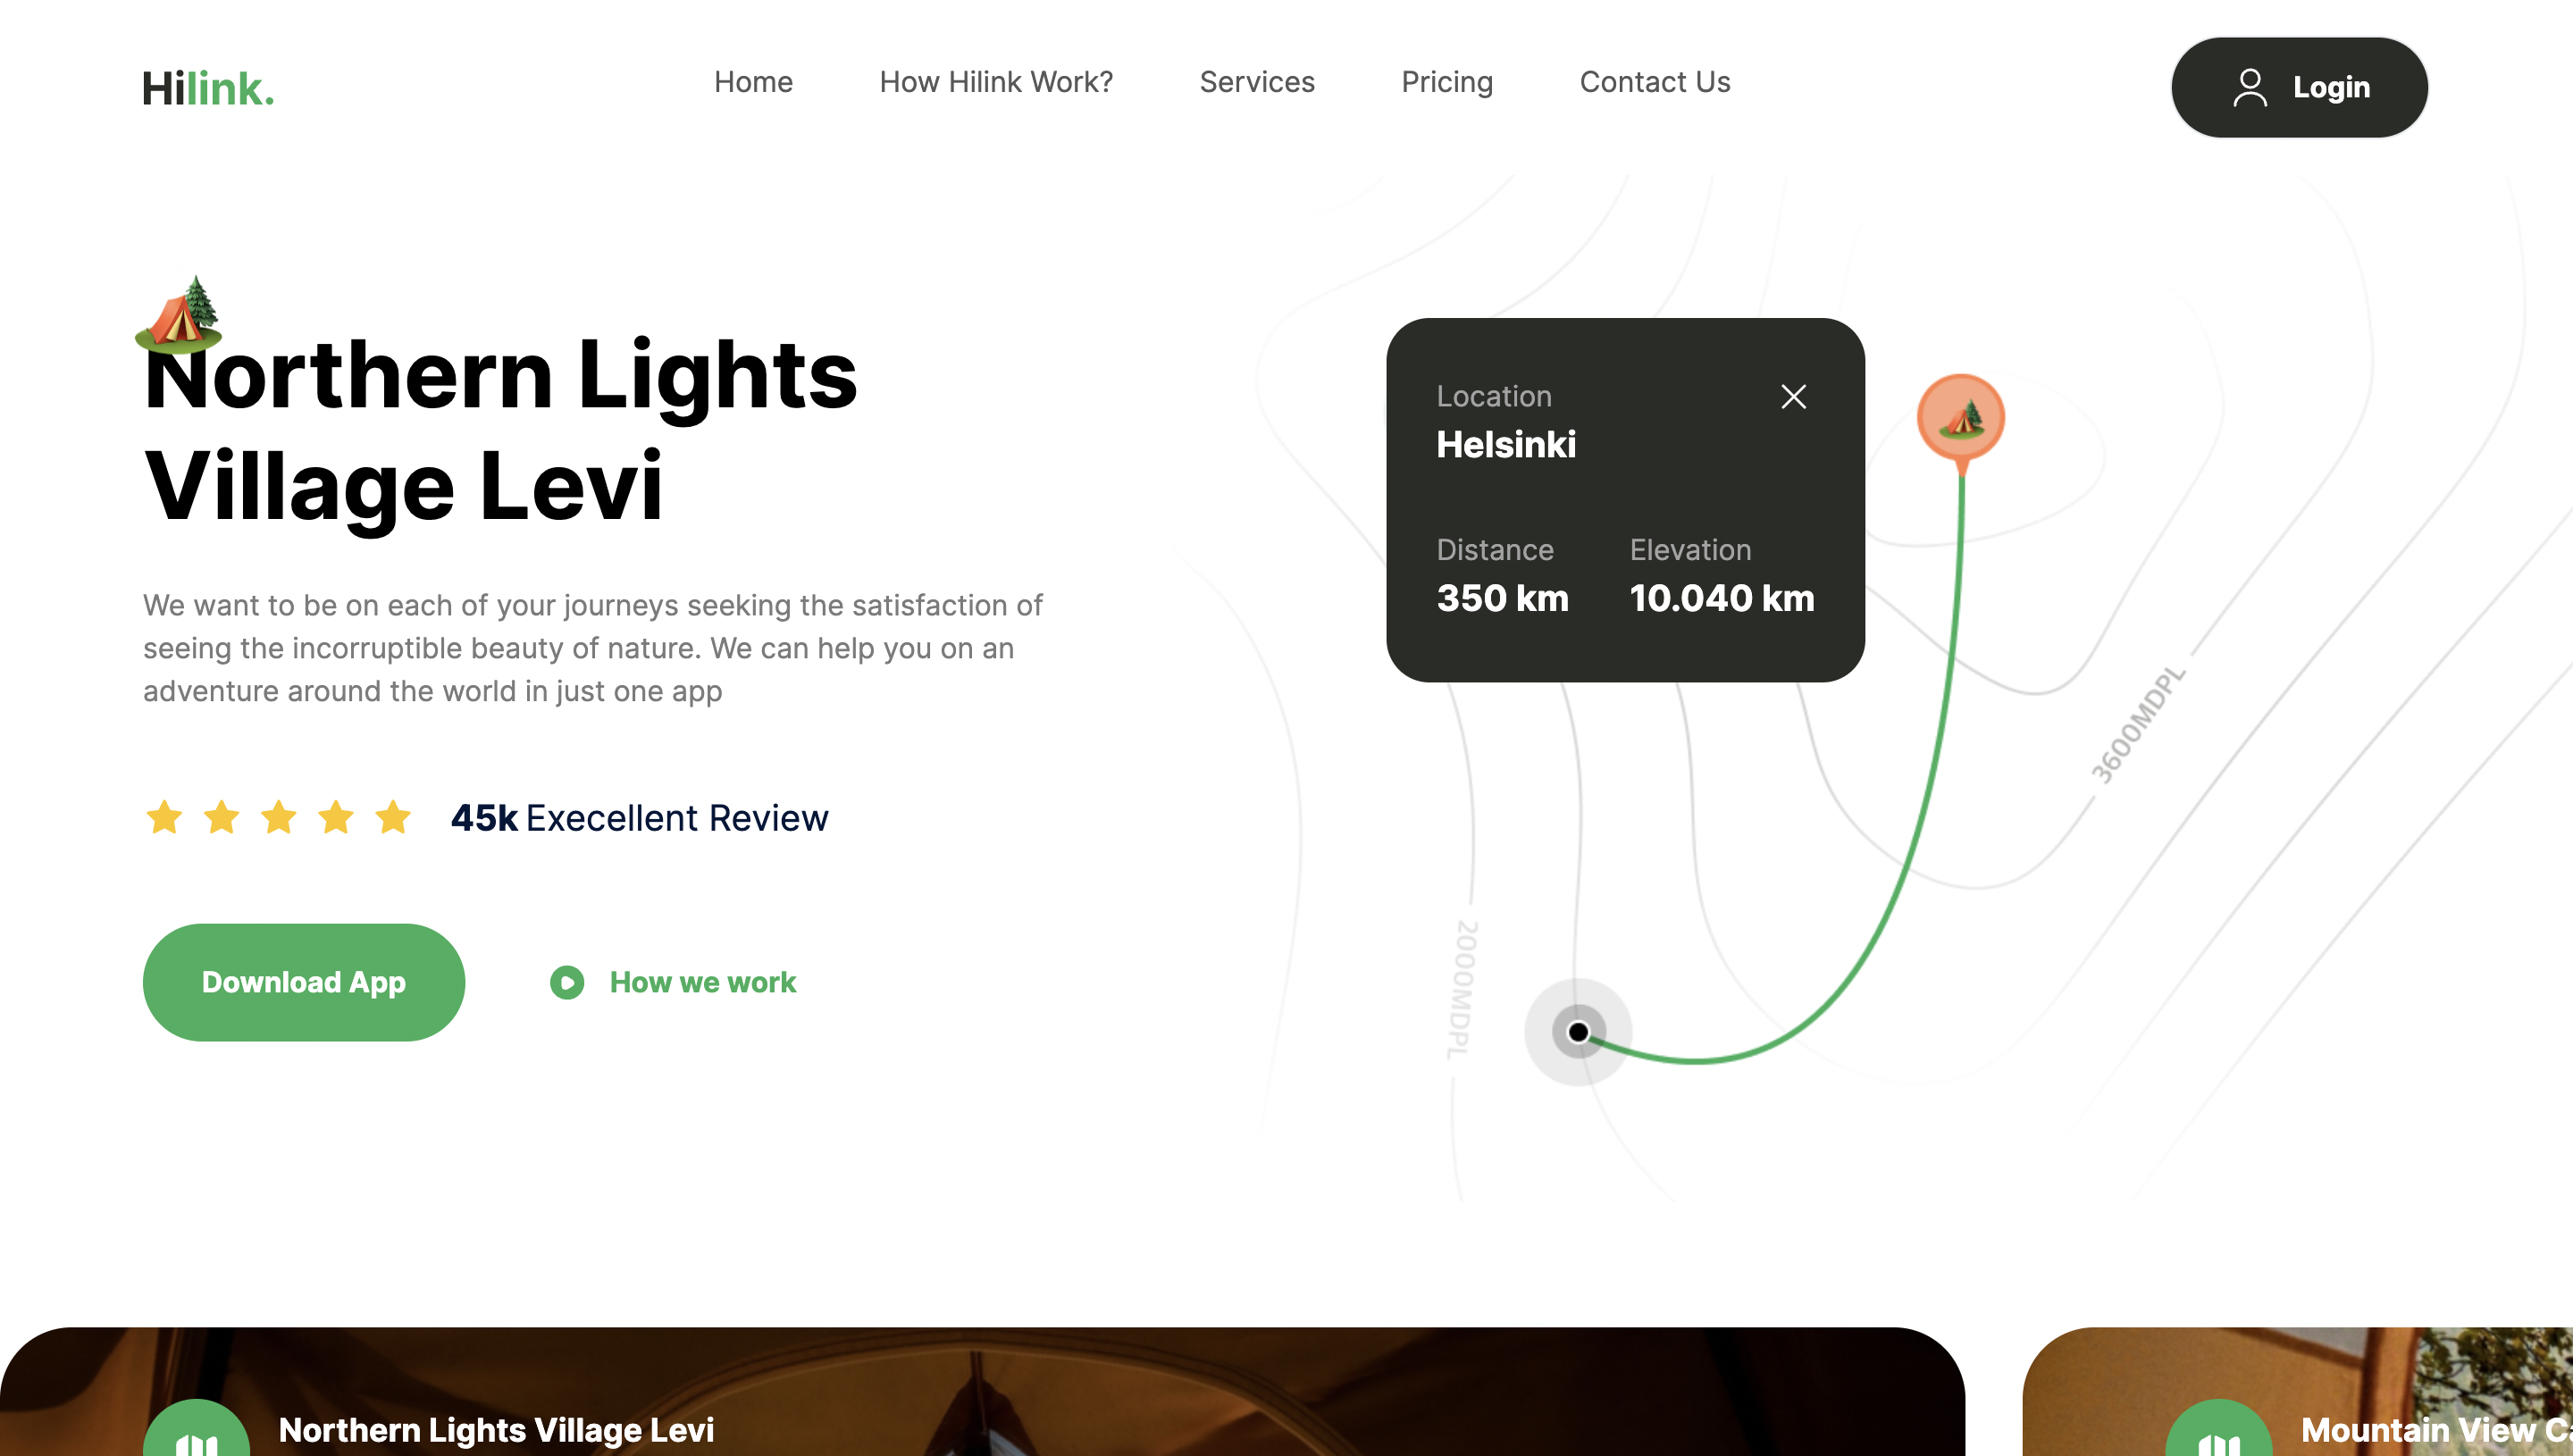 Hilink.
Home
How Hilink Work?
Services
Pricing
Contact Us
Login
Northern Lights
Village Levi
We want to be on each of your journeys seeking the satisfaction of
seeing the incorruptible beauty of nature. We can help you on an
adventure around the world in just one app
45k Execellent Review
Download App
How we work
Location
Helsinki
Distance
350 km
Elevation
10.040 km
3600MDPL
2000MDPL
Northern Lights Village Levi
Mountain View